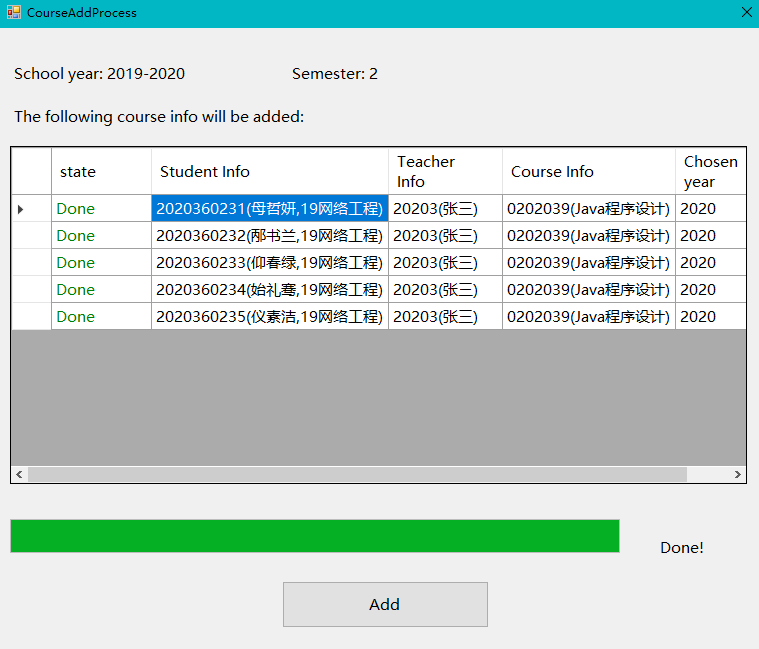 CourseAddProcess
School year: 2019-2020 Semester: 2
The following course info will be added:
state Student Info Teacher Info Course Info Chosen year
Done 2020360231(母哲妍,19网络工程) 20203(张三) 0202039(Java程序设计) 2020
Done 2020360232(邴书兰,19网络工程) 20203(张三) 0202039(Java程序设计) 2020
Done 2020360233(仰春绿,19网络工程) 20203(张三) 0202039(Java程序设计) 2020
Done 2020360234(始礼骞,19网络工程) 20203(张三) 0202039(Java程序设计) 2020
Done 2020360235(仪素洁,19网络工程) 20203(张三) 0202039(Java程序设计) 2020
Done!
Add